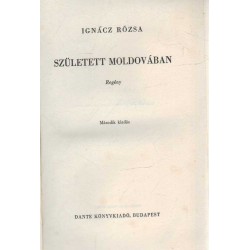 IGNÁCZ RÓZSA
SZÜLETETT MOLDOVÁBAN
Regény
Második kiadás
DANTE KÖNYVKIADÓ, BUDAPEST